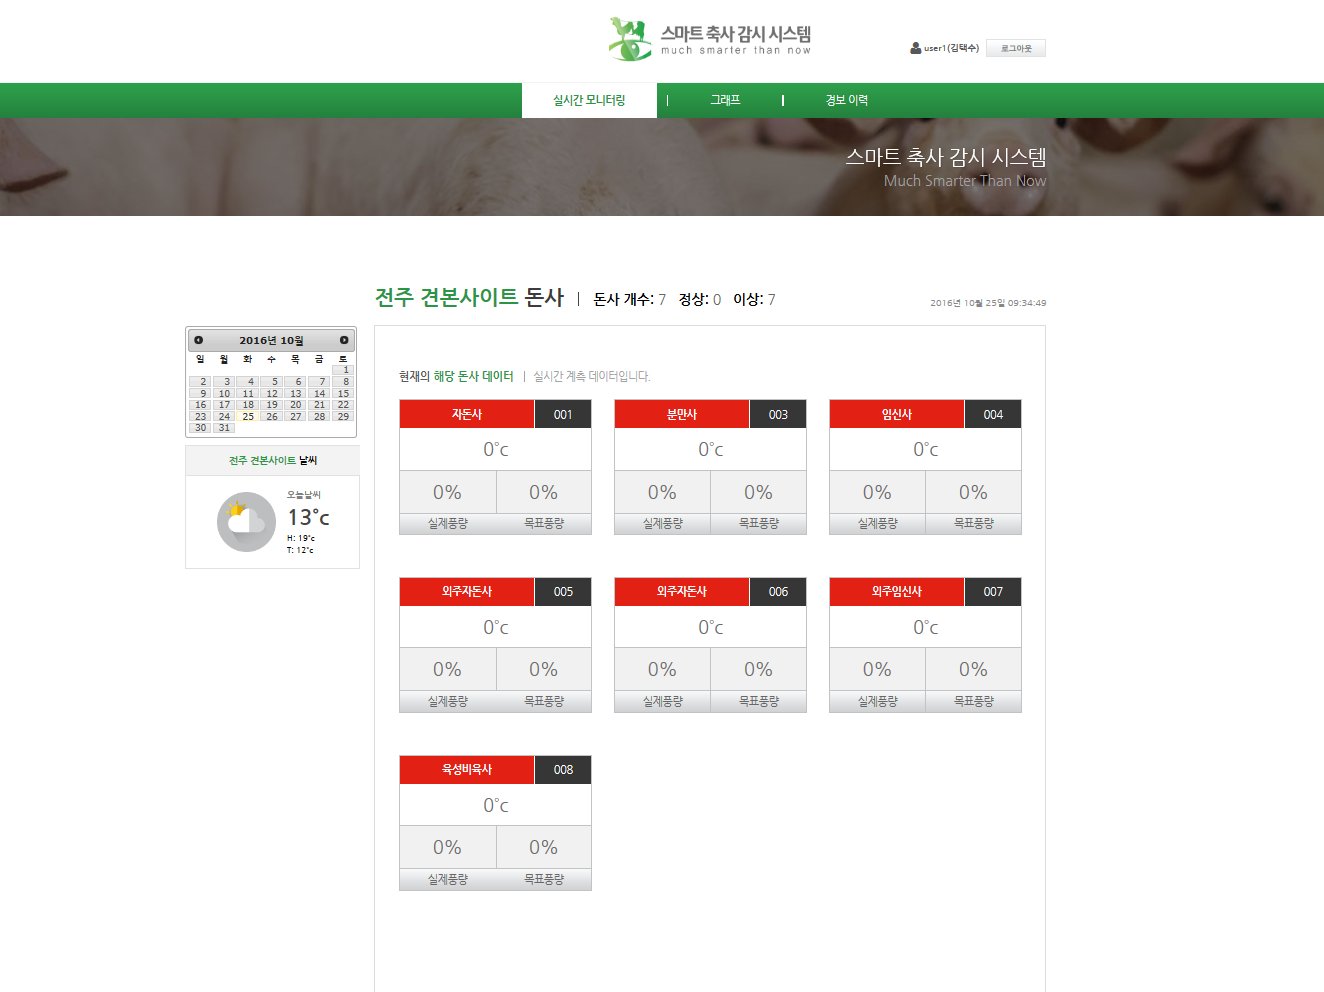 스마트 축사 감시 시스템
much smarter than now
user1(김택수) 로그아웃
실시간 모니터링 | 그래프 | 경보 이력
스마트 축사 감시 시스템
Much Smarter Than Now
전주 견본사이트 돈사 | 돈사 개수: 7 정상: 0 이상: 7
2016년 10월 25일 09:34:49
2016년 10월
일 월 화 수 목 금 토
1
2 3 4 5 6 7 8
9 10 11 12 13 14 15
16 17 18 19 20 21 22
23 24 25 26 27 28 29
30 31
전주 견본사이트 날씨
오늘날씨
13°c
H: 19°c
T: 12°c
현재의 해당 돈사 데이터 | 실시간 계측 데이터입니다.
자돈사 001
0°c
0% 0%
실제풍량 목표풍량
분만사 003
0°c
0% 0%
실제풍량 목표풍량
임신사 004
0°c
0% 0%
실제풍량 목표풍량
외주자돈사 005
0°c
0% 0%
실제풍량 목표풍량
외주자돈사 006
0°c
0% 0%
실제풍량 목표풍량
외주임신사 007
0°c
0% 0%
실제풍량 목표풍량
육성비육사 008
0°c
0% 0%
실제풍량 목표풍량